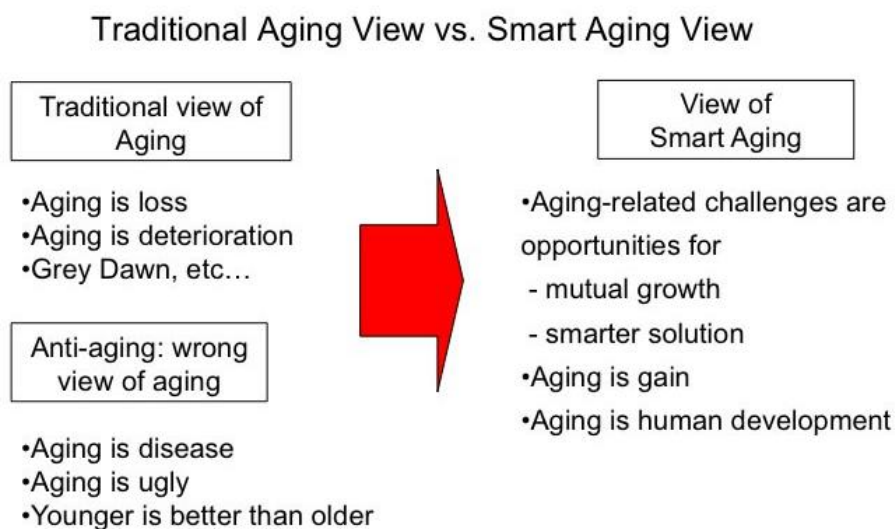 Traditional Aging View vs. Smart Aging View
Traditional view of
Aging
•Aging is loss
•Aging is deterioration
•Grey Dawn, etc…
Anti-aging: wrong
view of aging
•Aging is disease
•Aging is ugly
•Younger is better than older
View of
Smart Aging
•Aging-related challenges are
opportunities for
- mutual growth
- smarter solution
•Aging is gain
•Aging is human development